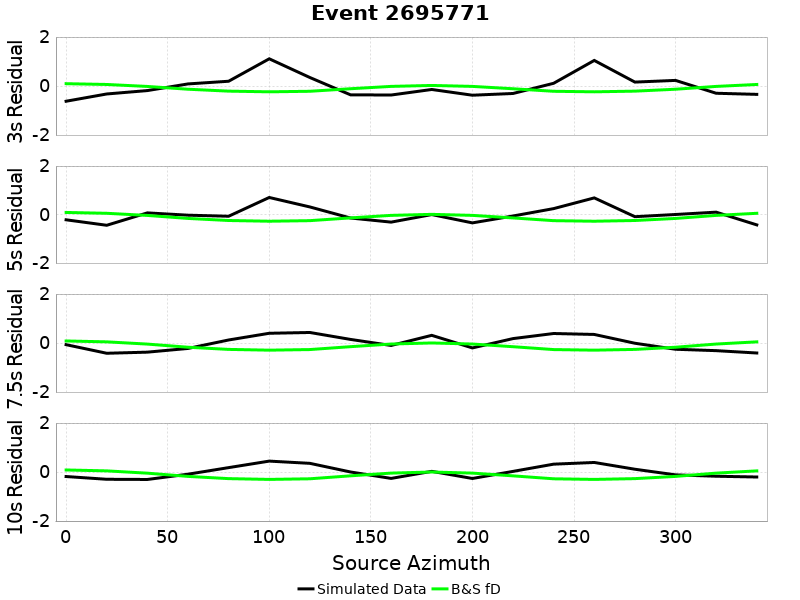 Event 2695771
3s Residual
2
0
-2
5s Residual
2
0
-2
7.5s Residual
2
0
-2
10s Residual
2
0
-2
0 50 100 150 200 250 300
Source Azimuth
Simulated Data B&S fD